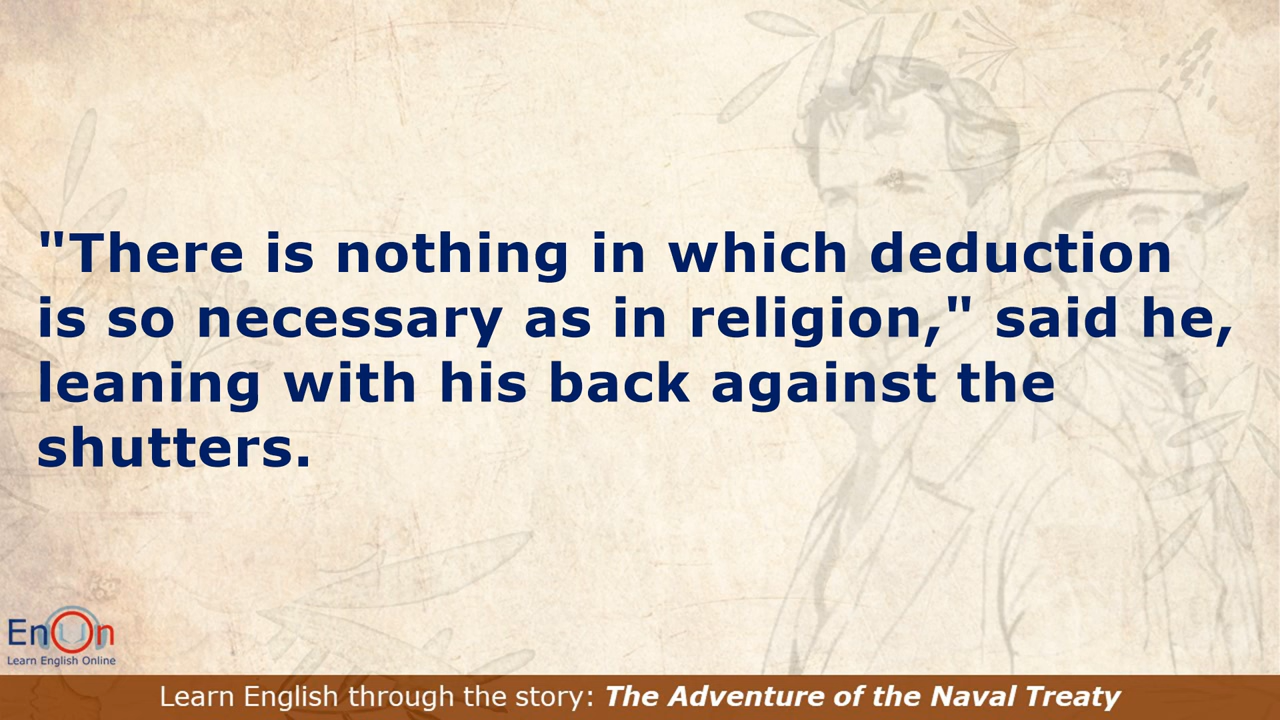 "There is nothing in which deduction
is so necessary as in religion," said he,
leaning with his back against the
shutters.
EnOn
Learn English Online
Learn English through the story: The Adventure of the Naval Treaty